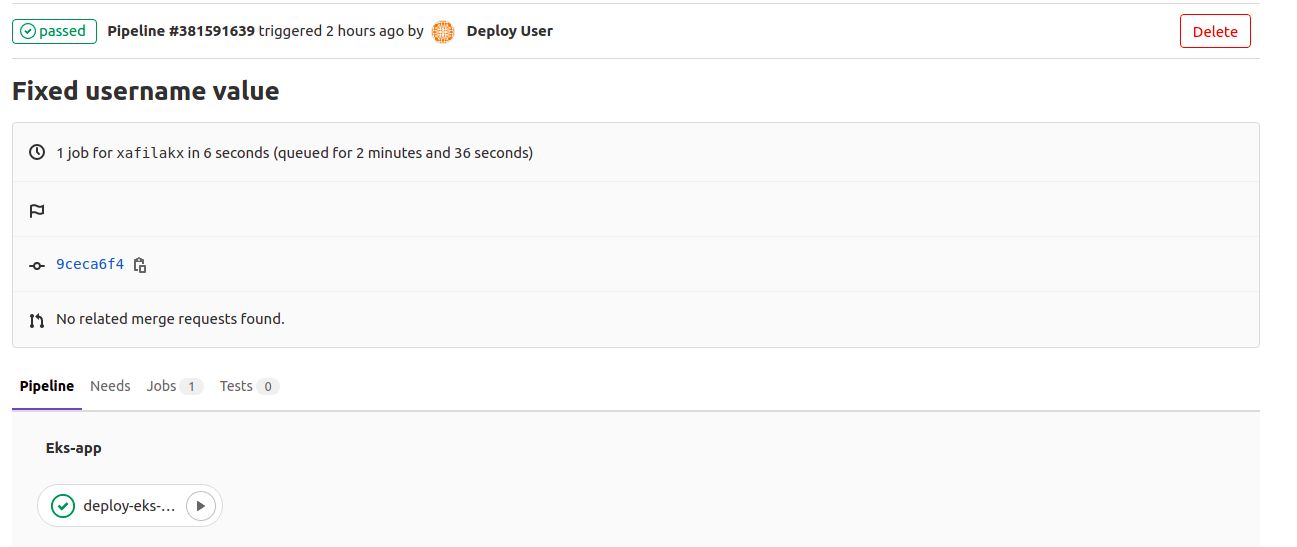 passed Pipeline #381591639 triggered 2 hours ago by Deploy User Delete
Fixed username value
1 job for xafilakx in 6 seconds (queued for 2 minutes and 36 seconds)
9ceca6f4
No related merge requests found.
Pipeline Needs Jobs 1 Tests 0
Eks-app
deploy-eks-...